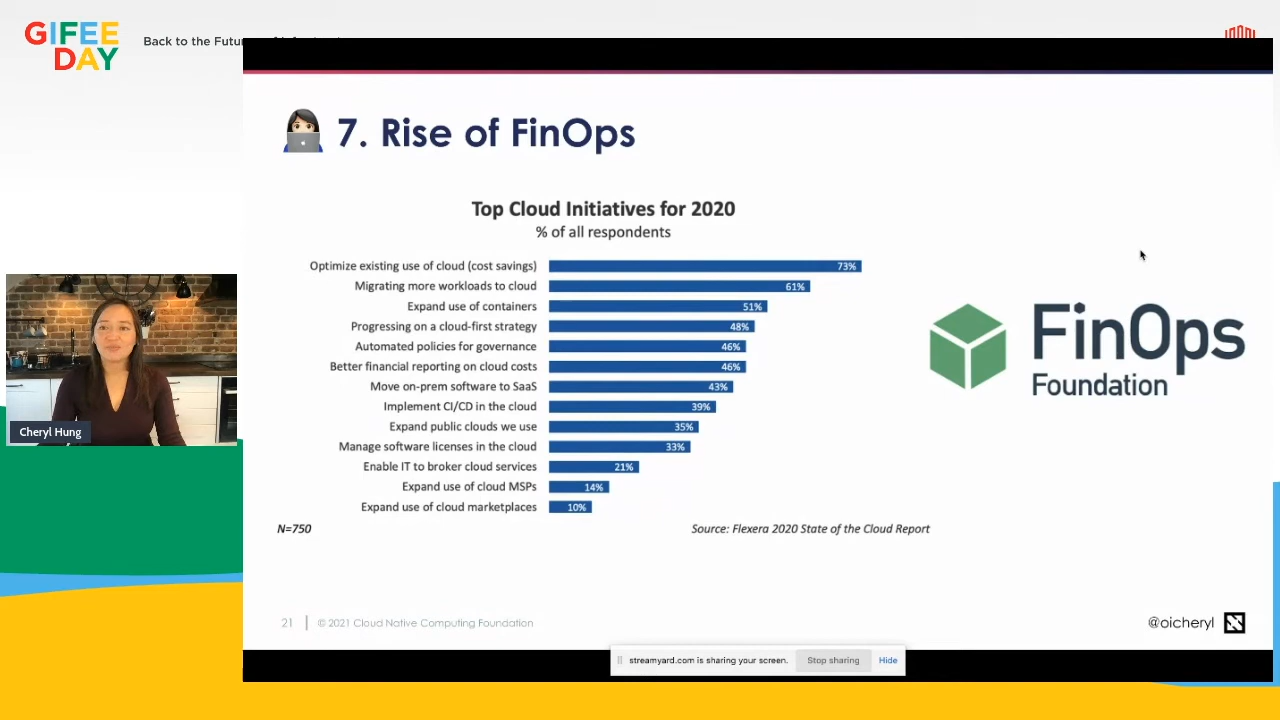 GIFEE
DAY
Back to the Futu
7. Rise of FinOps
Top Cloud Initiatives for 2020
% of all respondents
Optimize existing use of cloud (cost savings) 73%
Migrating more workloads to cloud 61%
Expand use of containers 51%
Progressing on a cloud-first strategy 48%
Automated policies for governance 46%
Better financial reporting on cloud costs 46%
Move on-prem software to SaaS 43%
Implement CI/CD in the cloud 39%
Expand public clouds we use 35%
Manage software licenses in the cloud 33%
Enable IT to broker cloud services 21%
Expand use of cloud MSPs 14%
Expand use of cloud marketplaces 10%
N=750
Source: Flexera 2020 State of the Cloud Report
FinOps
Foundation
Cheryl Hung
21
© 2021 Cloud Native Computing Foundation
@oicheryl
streamyard.com is sharing your screen.
Stop sharing
Hide